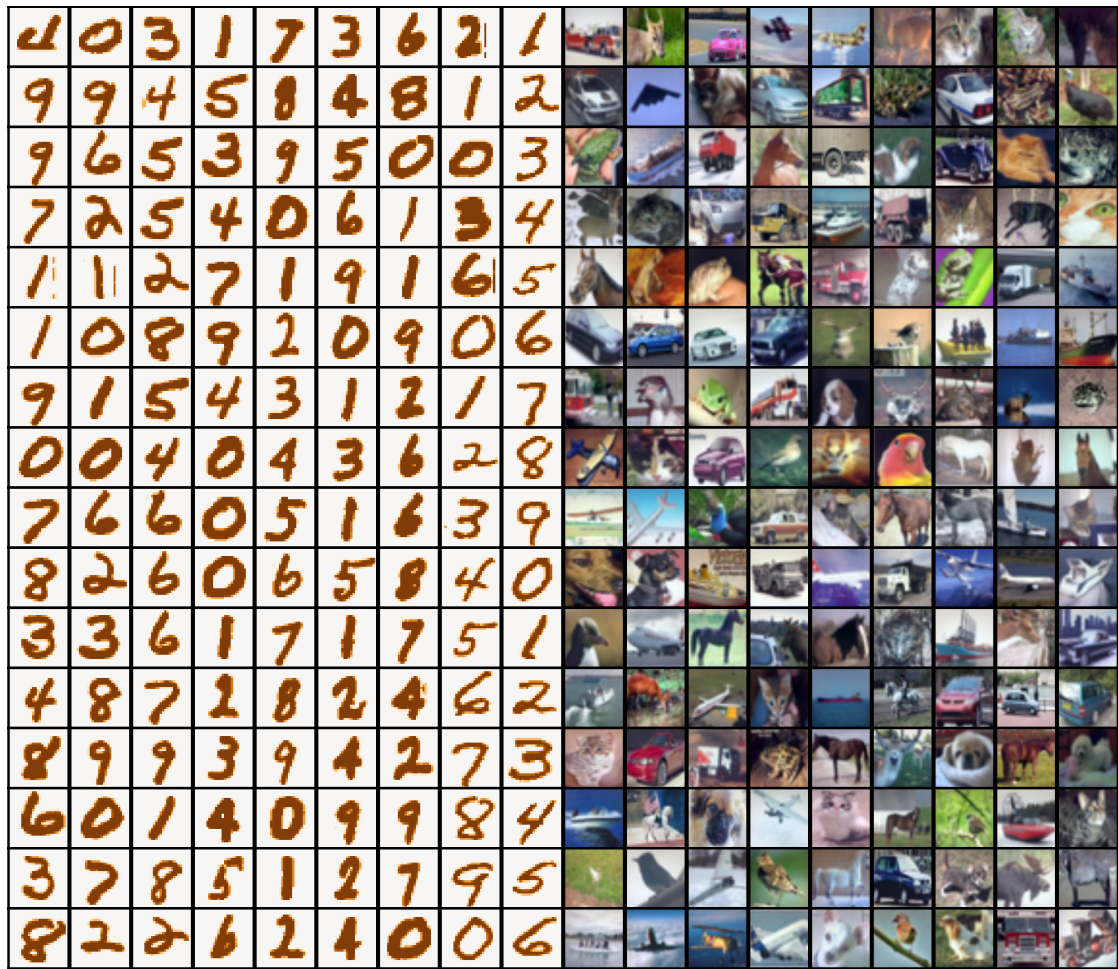 4 0 3 1 7 3 6 2 1
9 9 4 5 8 4 8 1 2
9 6 5 3 9 5 0 0 3
7 2 5 4 0 6 1 3 4
1 1 2 7 1 9 1 6 5
1 0 8 9 2 0 9 0 6
9 1 5 4 3 1 2 1 7
0 0 4 0 4 3 6 2 8
7 6 6 0 5 1 6 3 9
8 2 6 0 6 5 8 4 0
3 3 6 1 7 1 7 5 1
4 8 7 2 8 2 4 6 2
8 9 9 3 9 4 2 7 3
6 0 1 4 0 9 9 8 4
3 7 8 5 1 2 7 9 5
8 2 2 6 2 4 0 0 6